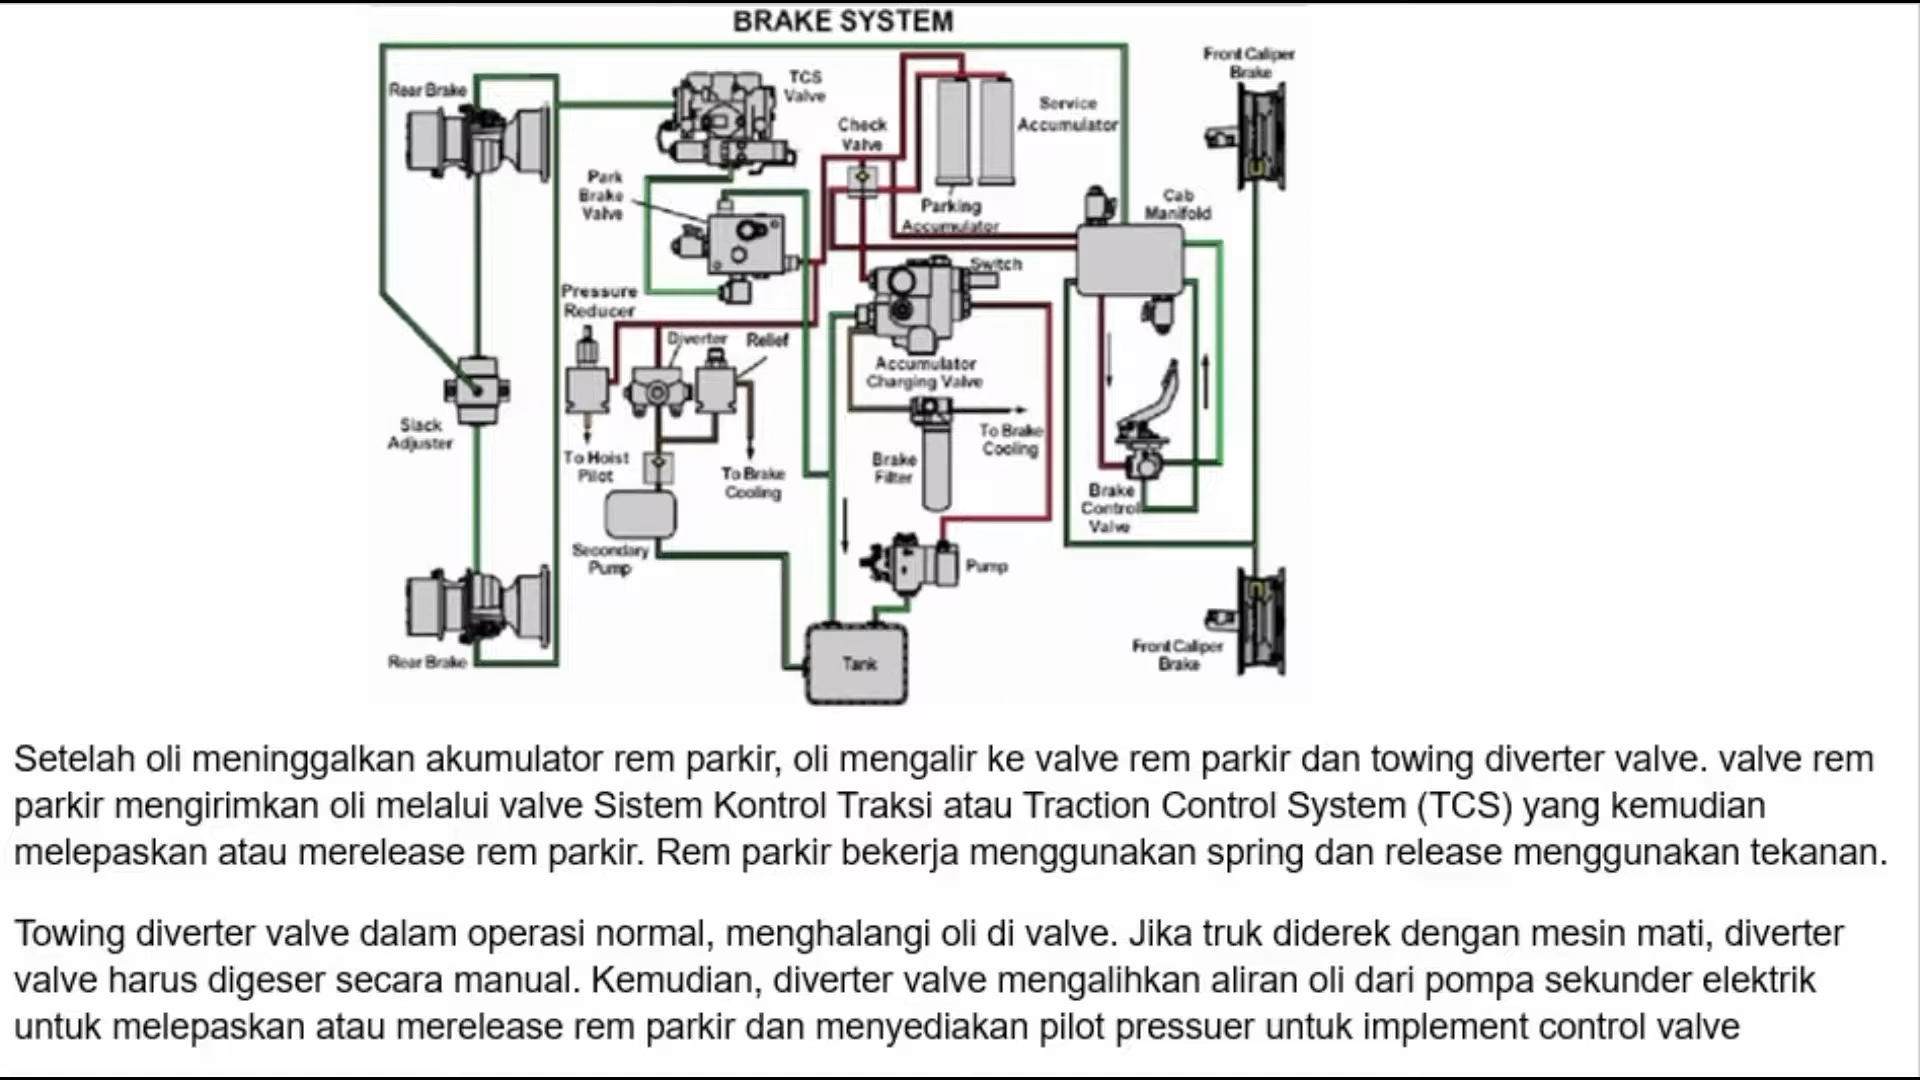 BRAKE SYSTEM
Front Caliper
Brake
Rear Brake
TCS
Valve
Service
Accumulator
Check
Valve
Park
Brake
Valve
Parking
Accumulator
Cab
Manifold
Switch
Pressure
Reducer
Diverter
Relief
Accumulator
Charging Valve
Slack
Adjuster
To Hoist
Pilot
To Brake
Cooling
Brake
Filter
To Brake
Cooling
Brake
Control
Valve
Secondary
Pump
Pump
Tank
Rear Brake
Front Caliper
Brake
Setelah oli meninggalkan akumulator rem parkir, oli mengalir ke valve rem parkir dan towing diverter valve. valve rem
parkir mengirimkan oli melalui valve Sistem Kontrol Traksi atau Traction Control System (TCS) yang kemudian
melepaskan atau merelease rem parkir. Rem parkir bekerja menggunakan spring dan release menggunakan tekanan.
Towing diverter valve dalam operasi normal, menghalangi oli di valve. Jika truk diderek dengan mesin mati, diverter
valve harus digeser secara manual. Kemudian, diverter valve mengalihkan aliran oli dari pompa sekunder elektrik
untuk melepaskan atau merelease rem parkir dan menyediakan pilot pressuer untuk implement control valve